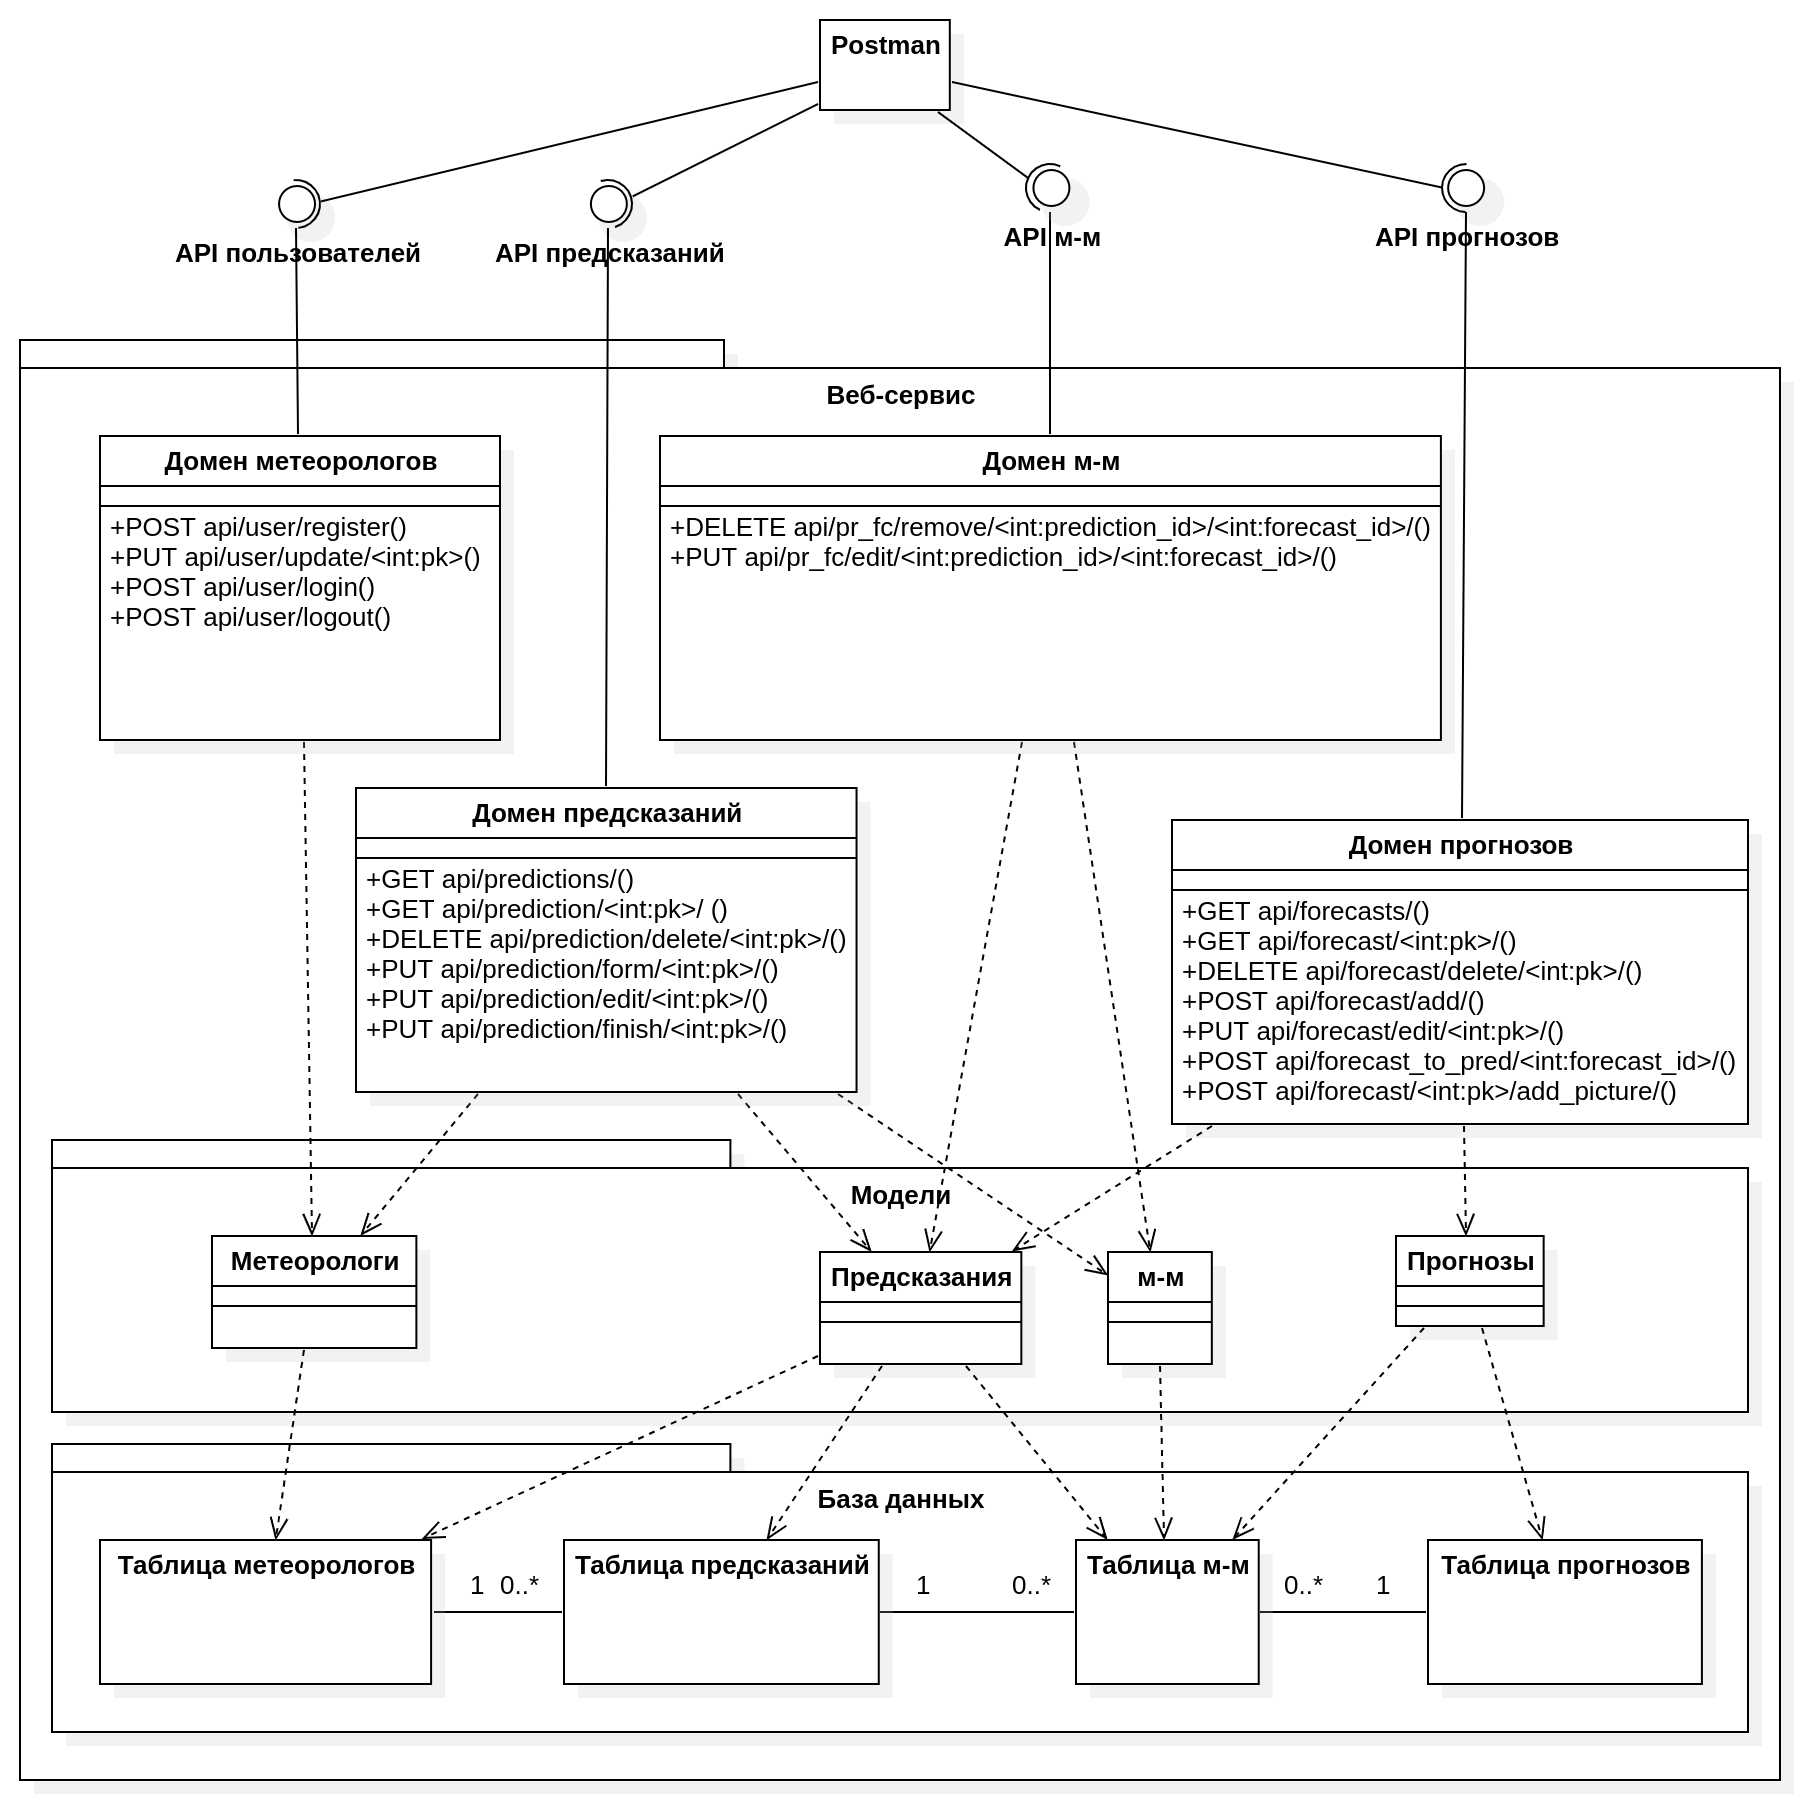 Postman
API пользователей
API предсказаний
API м-м
API прогнозов
Веб-сервис
Домен метеорологов
+POST api/user/register()
+PUT api/user/update/<int:pk>()
+POST api/user/login()
+POST api/user/logout()
Домен м-м
+DELETE api/pr_fc/remove/<int:prediction_id>/<int:forecast_id>/()
+PUT api/pr_fc/edit/<int:prediction_id>/<int:forecast_id>/()
Домен предсказаний
+GET api/predictions/()
+GET api/prediction/<int:pk>/ ()
+DELETE api/prediction/delete/<int:pk>/()
+PUT api/prediction/form/<int:pk>/()
+PUT api/prediction/edit/<int:pk>/()
+PUT api/prediction/finish/<int:pk>/()
Домен прогнозов
+GET api/forecasts/()
+GET api/forecast/<int:pk>/()
+DELETE api/forecast/delete/<int:pk>/()
+POST api/forecast/add/()
+PUT api/forecast/edit/<int:pk>/()
+POST api/forecast_to_pred/<int:forecast_id>/()
+POST api/forecast/<int:pk>/add_picture/()
Модели
Метеорологи
Предсказания
м-м
Прогнозы
База данных
Таблица метеорологов
1 0..*
Таблица предсказаний
1 0..*
Таблица м-м
0..* 1
Таблица прогнозов